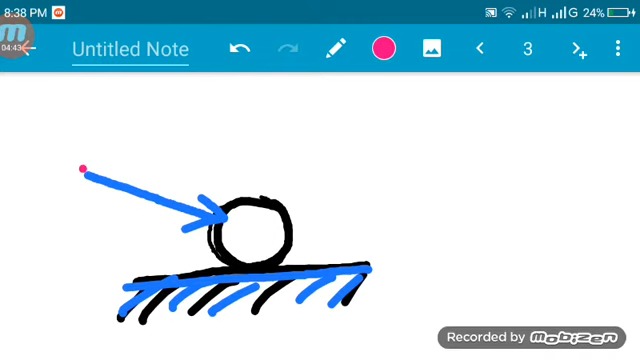 8:38 PM H G 24%
04:43
Untitled Note 3
Recorded by mobizen